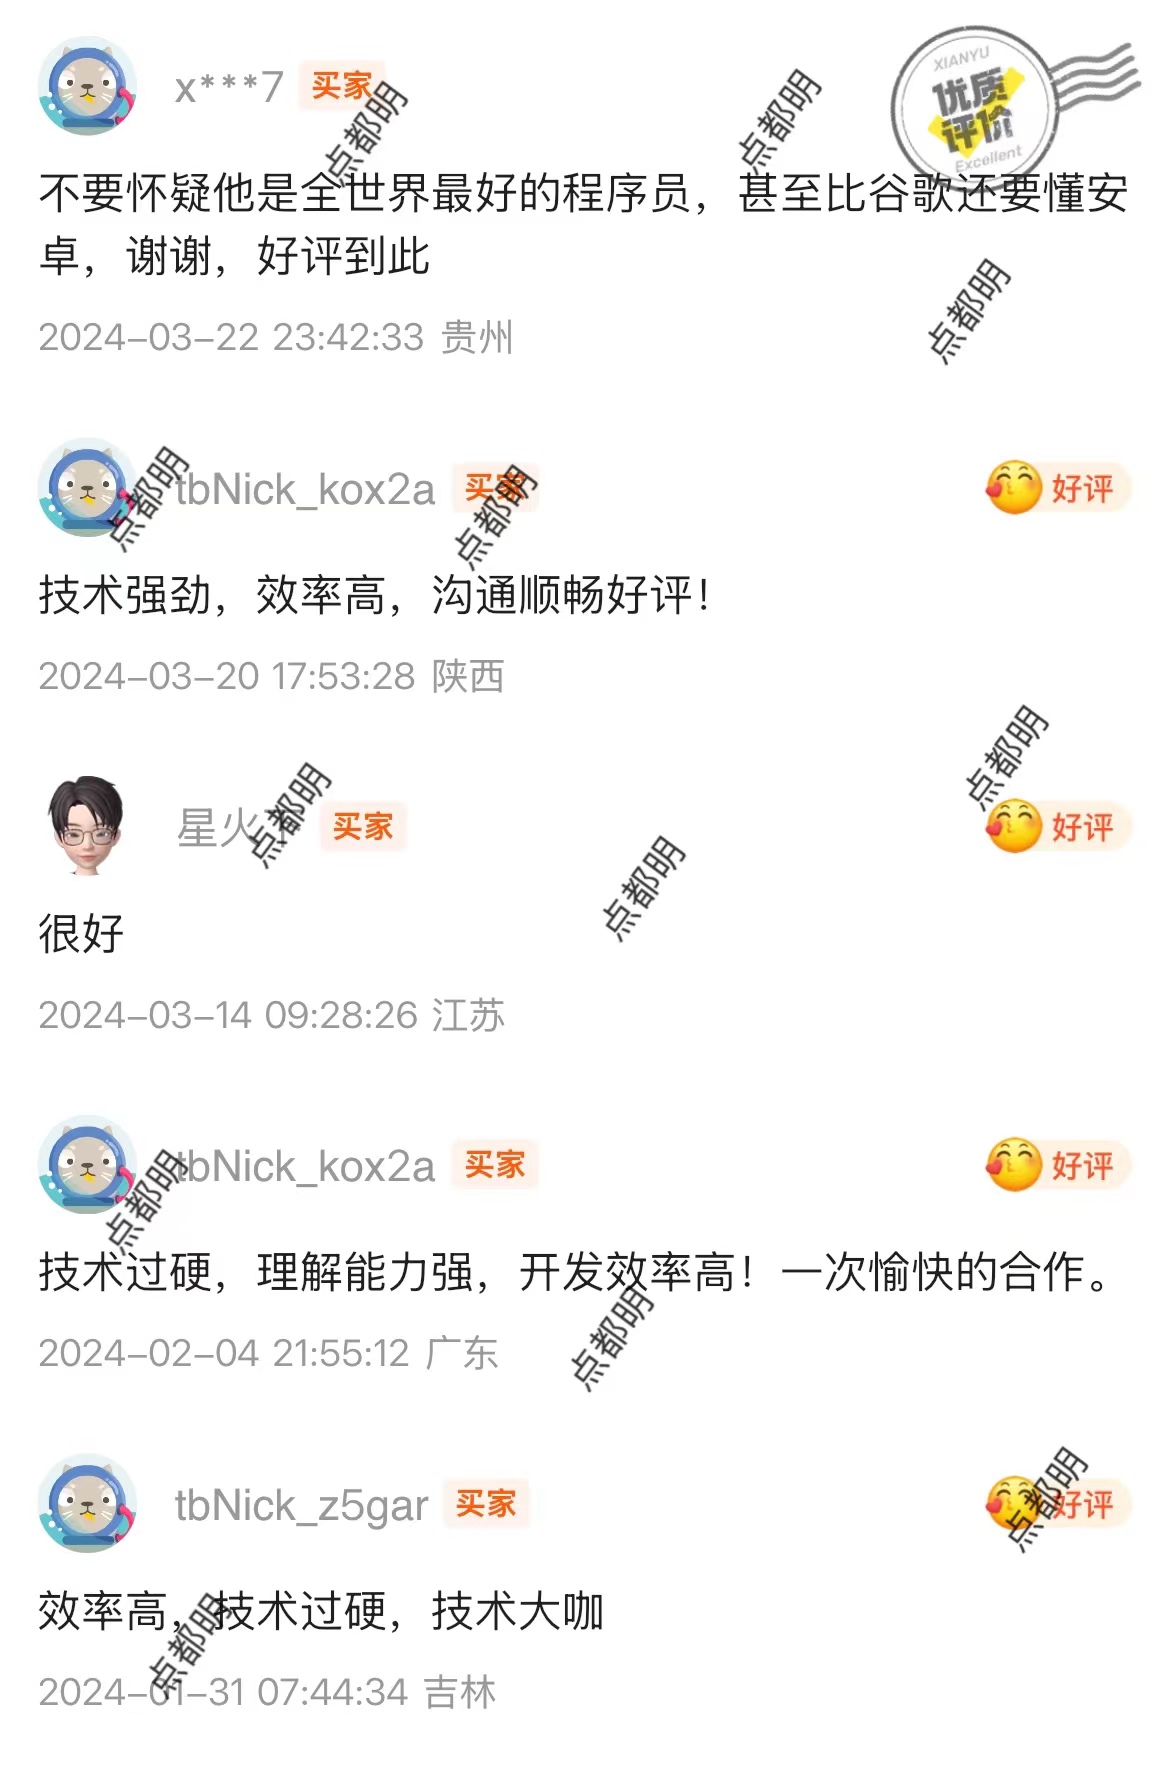 x***7 买家
XIANYU
优质
评价
Excellent
不要怀疑他是全世界最好的程序员，甚至比谷歌还要懂安
卓，谢谢，好评到此
2024-03-22 23:42:33 贵州
tbNick_kox2a 买家 好评
技术强劲，效率高，沟通顺畅好评！
2024-03-20 17:53:28 陕西
星火 买家 好评
很好
2024-03-14 09:28:26 江苏
tbNick_kox2a 买家 好评
技术过硬，理解能力强，开发效率高！一次愉快的合作。
2024-02-04 21:55:12 广东
tbNick_z5gar 买家 好评
效率高，技术过硬，技术大咖
2024-01-31 07:44:34 吉林
点都明
点都明
点都明
点都明
点都明
点都明
点都明
点都明
点都明
点都明
点都明
点都明